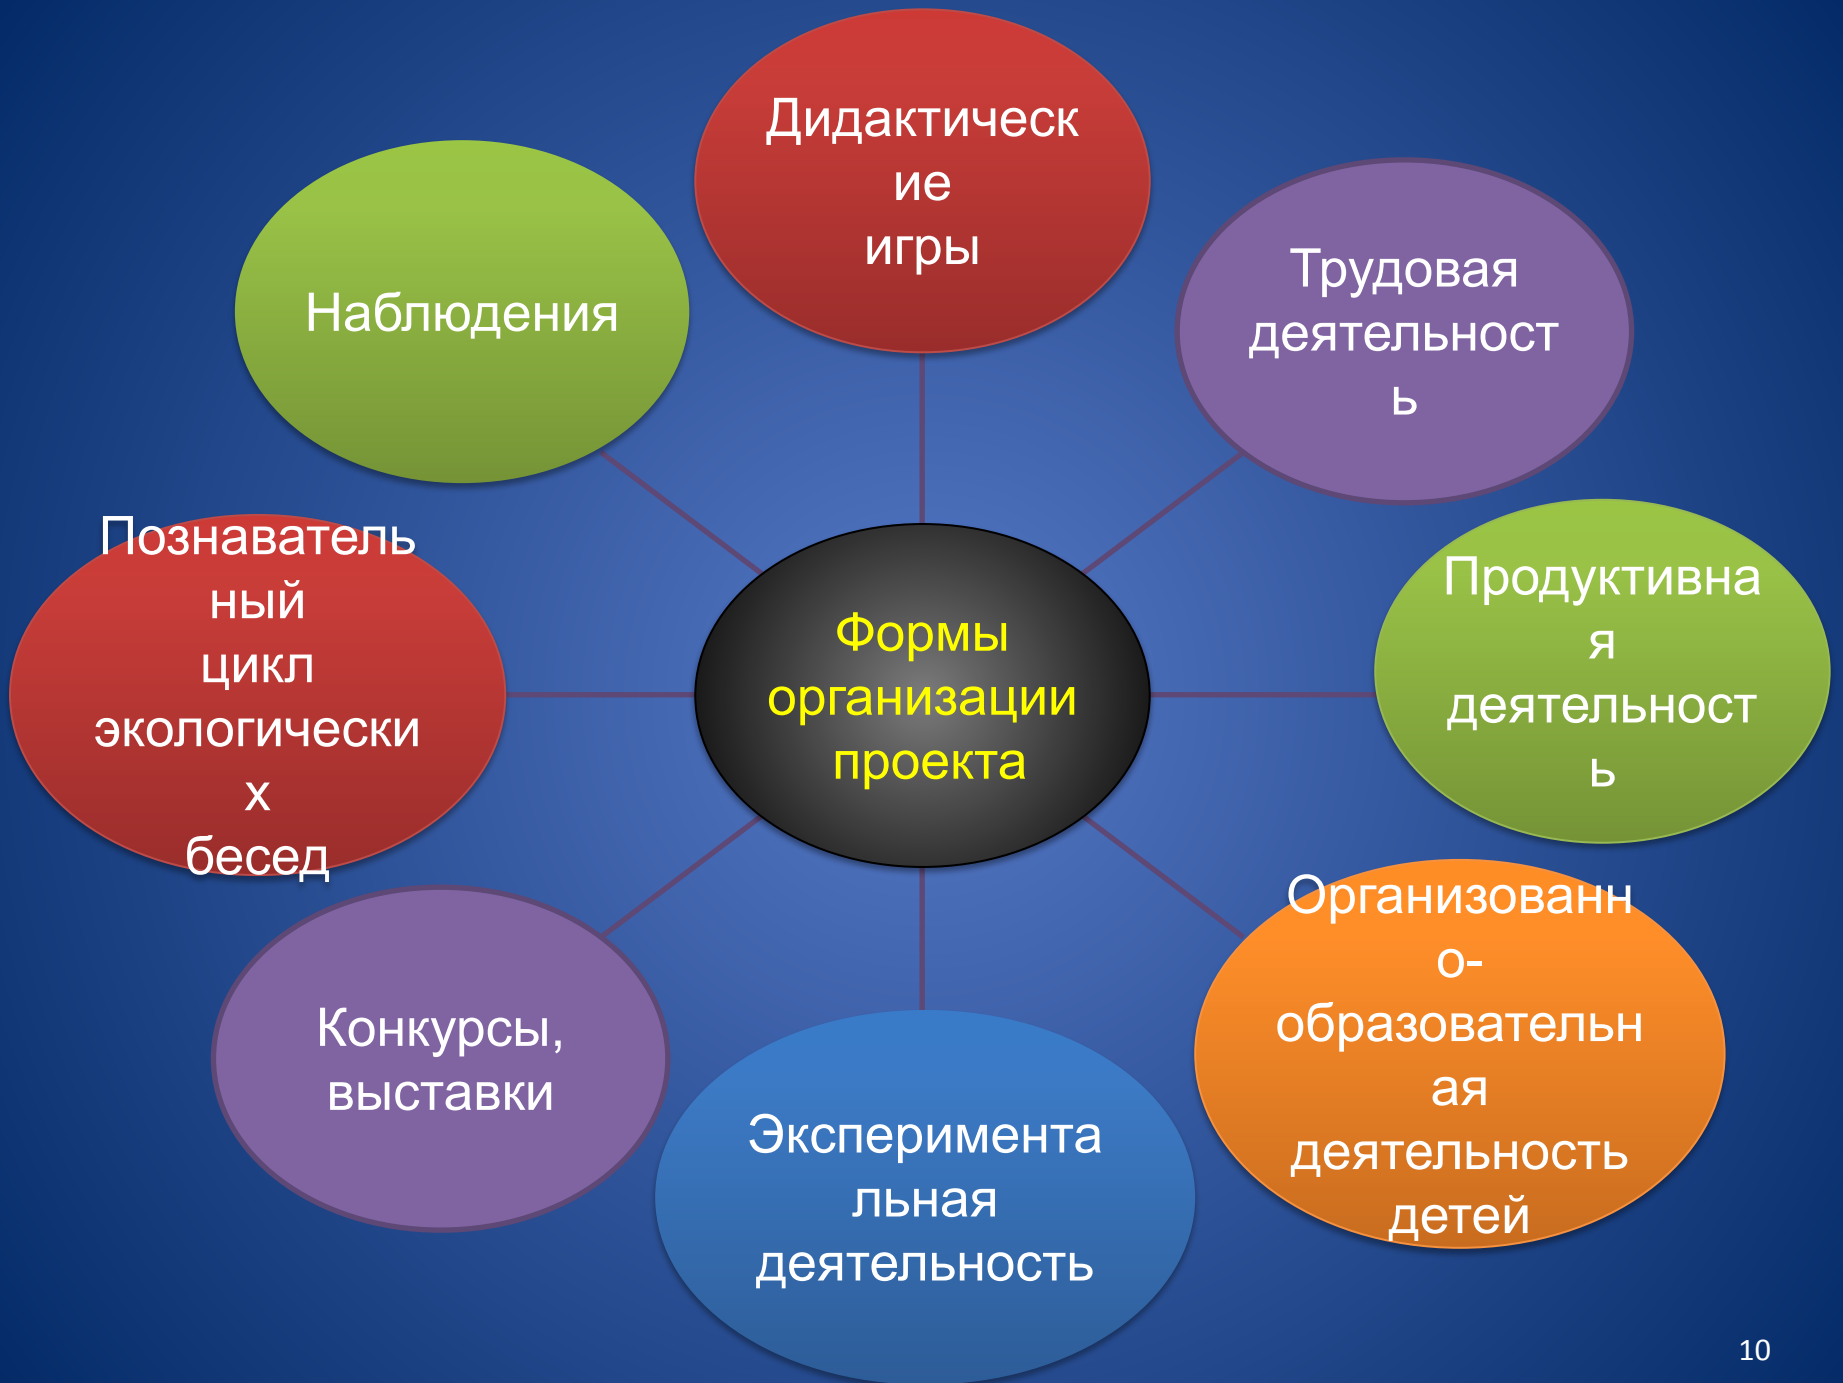 Дидактическ
ие
игры
Трудовая
деятельност
ь
Наблюдения
Продуктивна
я
деятельност
ь
Познаватель
ный
цикл
экологически
х
бесед
Формы
организации
проекта
Организованн
о-
образовательн
ая
деятельность
детей
Конкурсы,
выставки
Эксперимента
льная
деятельность
10